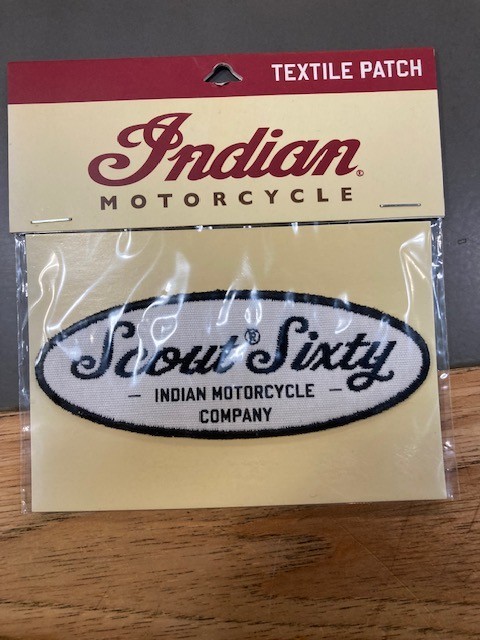 TEXTILE PATCH
Indian®
MOTORCYCLE
Scout® Sixty
— INDIAN MOTORCYCLE —
COMPANY